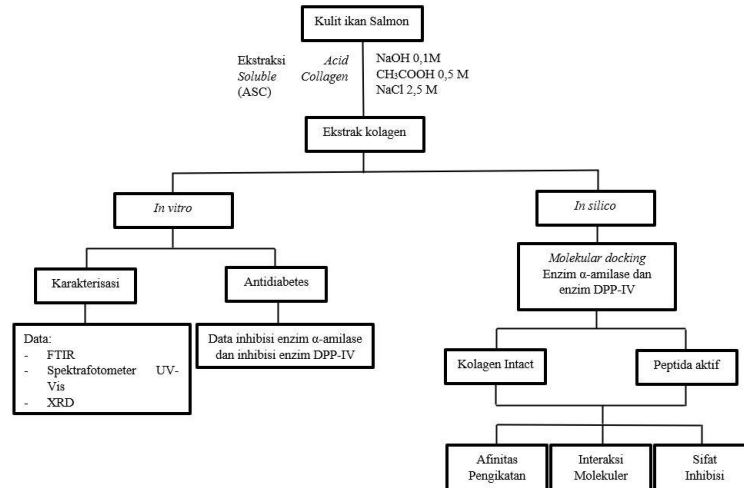 Kulit ikan Salmon
Ekstraksi Acid
Soluble Collagen
(ASC)
NaOH 0,1M
CH₃COOH 0,5 M
NaCl 2,5 M
Ekstrak kolagen
In vitro
In silico
Karakterisasi
Antidiabetes
Molekular docking
Enzim α-amilase dan
enzim DPP-IV
Data:
- FTIR
- Spektrafotometer UV-
Vis
- XRD
Data inhibisi enzim α-amilase
dan inhibisi enzim DPP-IV
Kolagen Intact
Peptida aktif
Afinitas
Pengikatan
Interaksi
Molekuler
Sifat
Inhibisi